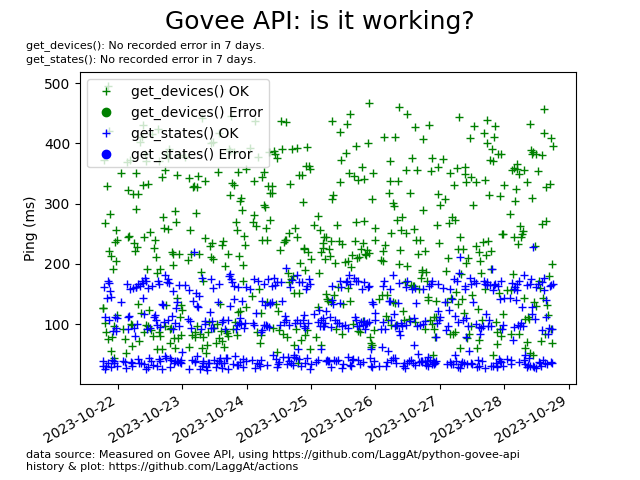 Govee API: is it working?
get_devices(): No recorded error in 7 days.
get_states(): No recorded error in 7 days.
500
400
300
200
100
Ping (ms)
get_devices() OK
get_devices() Error
get_states() OK
get_states() Error
2023-10-22
2023-10-23
2023-10-24
2023-10-25
2023-10-26
2023-10-27
2023-10-28
2023-10-29
data source: Measured on Govee API, using https://github.com/LaggAt/python-govee-api
history & plot: https://github.com/LaggAt/actions